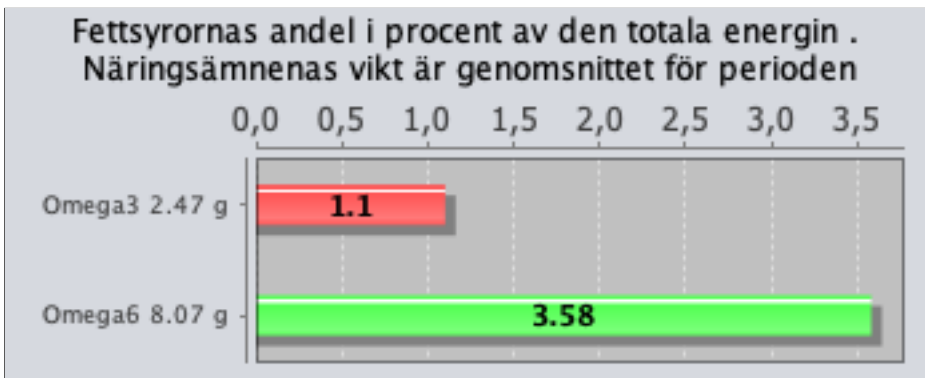 Fettsyrornas andel i procent av den totala energin .
Näringsämnenas vikt är genomsnittet för perioden
0,0 0,5 1,0 1,5 2,0 2,5 3,0 3,5
Omega3 2.47 g 1.1
Omega6 8.07 g 3.58